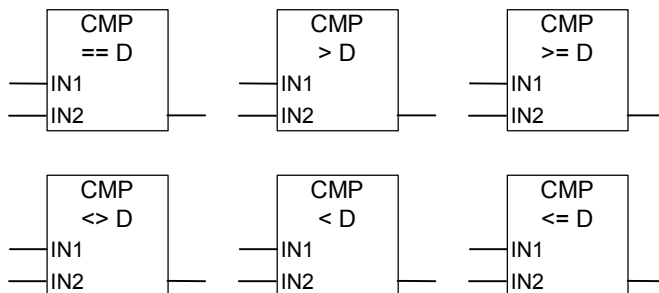 CMP
== D
IN1
IN2
CMP
> D
IN1
IN2
CMP
>= D
IN1
IN2
CMP
<> D
IN1
IN2
CMP
< D
IN1
IN2
CMP
<= D
IN1
IN2